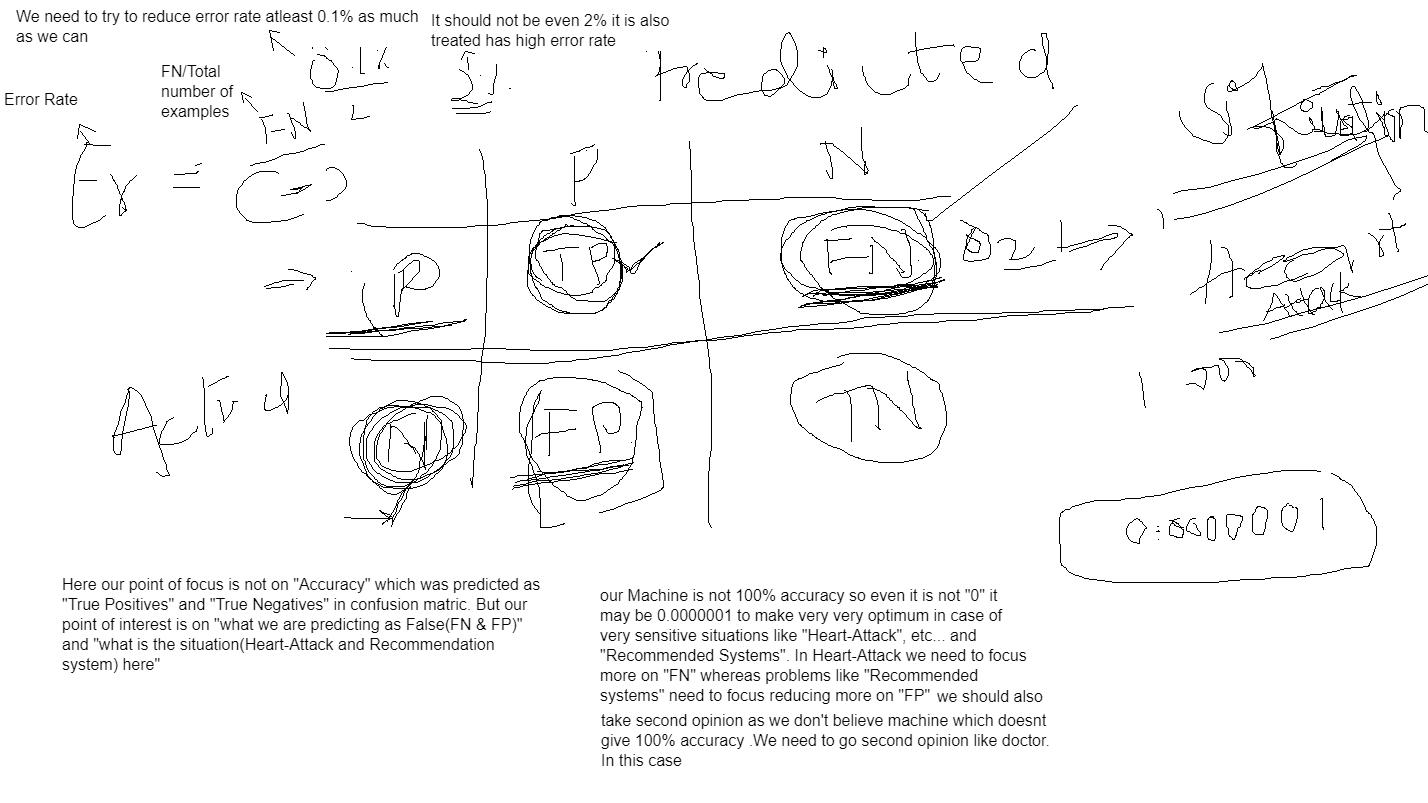 We need to try to reduce error rate atleast 0.1% as much
as we can
It should not be even 2% it is also
treated has high error rate
FN/Total
number of
examples
Error Rate
0.1%
Predicted
FN
Er =
P
N
P
TP
FN
Heart
Attack
Actual
N
FP
TN
1
0.0000001
Here our point of focus is not on "Accuracy" which was predicted as
"True Positives" and "True Negatives" in confusion matric. But our
point of interest is on "what we are predicting as False(FN & FP)"
and "what is the situation(Heart-Attack and Recommendation
system) here"
our Machine is not 100% accuracy so even it is not "0" it
may be 0.0000001 to make very very optimum in case of
very sensitive situations like "Heart-Attack", etc... and
"Recommended Systems". In Heart-Attack we need to focus
more on "FN" whereas problems like "Recommended
systems" need to focus reducing more on "FP" we should also
take second opinion as we don't believe machine which doesnt
give 100% accuracy .We need to go second opinion like doctor.
In this case